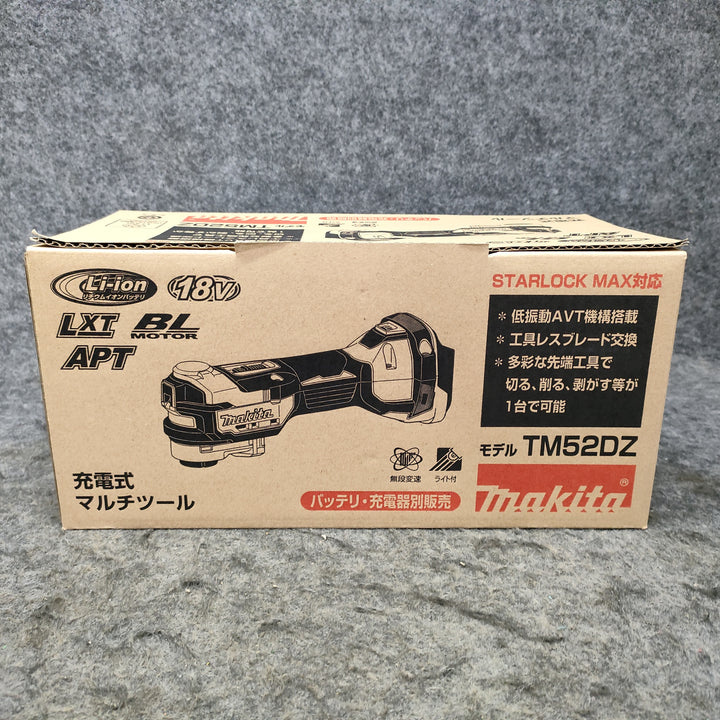 モデル TM52DZ
Li-ion
リチウムイオンバッテリ
18V
LXT
BL
MOTOR
APT
makita
充電式
マルチツール
無段変速
ライト付
バッテリ・充電器別販売
STARLOCK MAX対応
* 低振動AVT機構搭載
* 工具レスブレード交換
* 多彩な先端工具で
切る、削る、剥がす等が
1台で可能
モデル TM52DZ
makita®